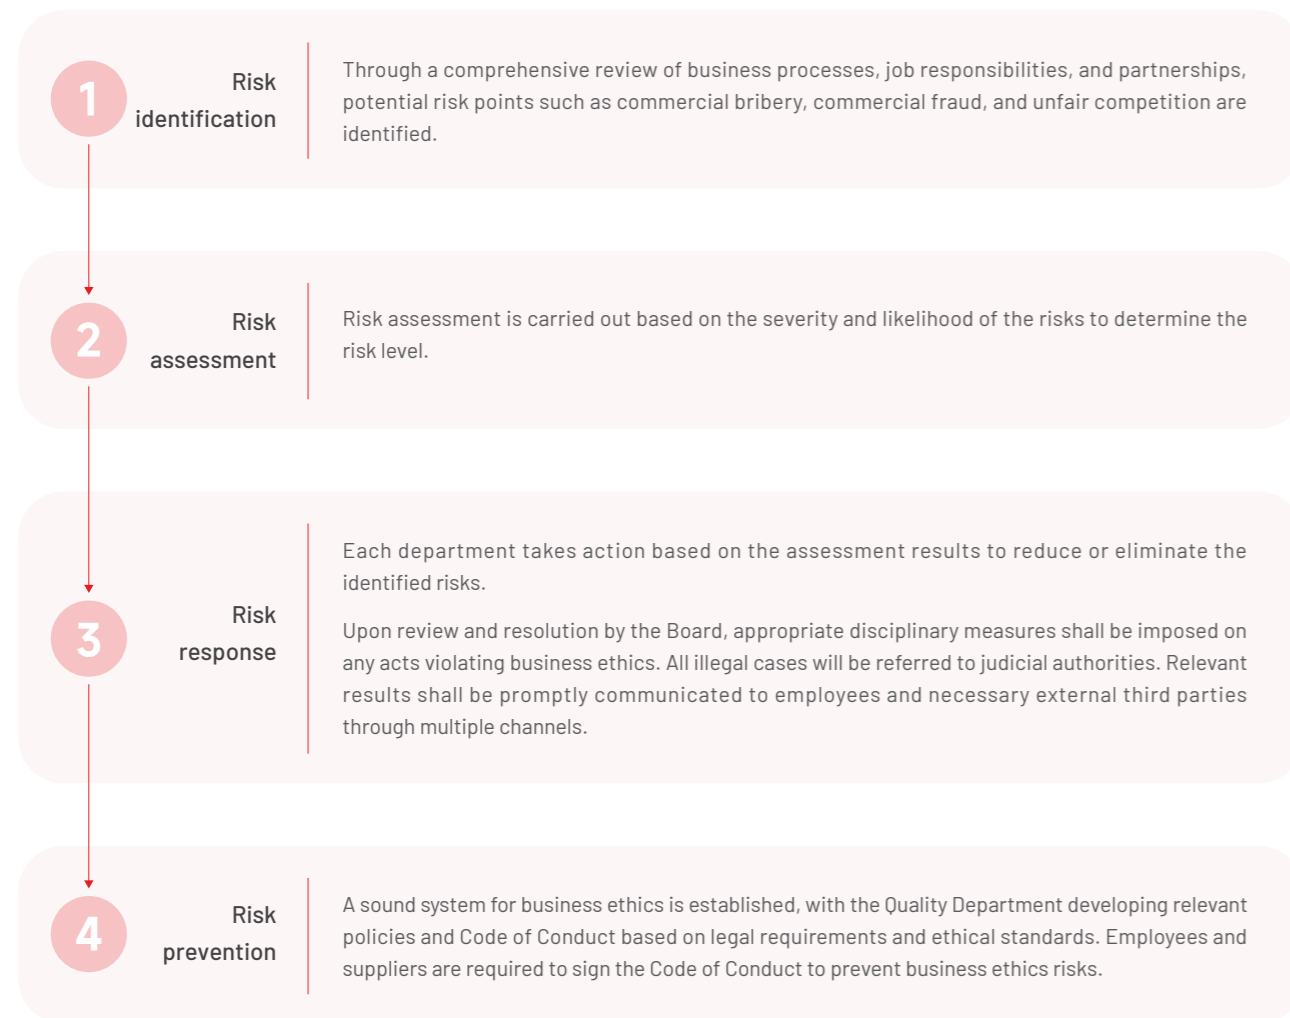 1
Risk
identification
Through a comprehensive review of business processes, job responsibilities, and partnerships,
potential risk points such as commercial bribery, commercial fraud, and unfair competition are
identified.
2
Risk
assessment
Risk assessment is carried out based on the severity and likelihood of the risks to determine the
risk level.
3
Risk
response
Each department takes action based on the assessment results to reduce or eliminate the
identified risks.
Upon review and resolution by the Board, appropriate disciplinary measures shall be imposed on
any acts violating business ethics. All illegal cases will be referred to judicial authorities. Relevant
results shall be promptly communicated to employees and necessary external third parties
through multiple channels.
4
Risk
prevention
A sound system for business ethics is established, with the Quality Department developing relevant
policies and Code of Conduct based on legal requirements and ethical standards. Employees and
suppliers are required to sign the Code of Conduct to prevent business ethics risks.